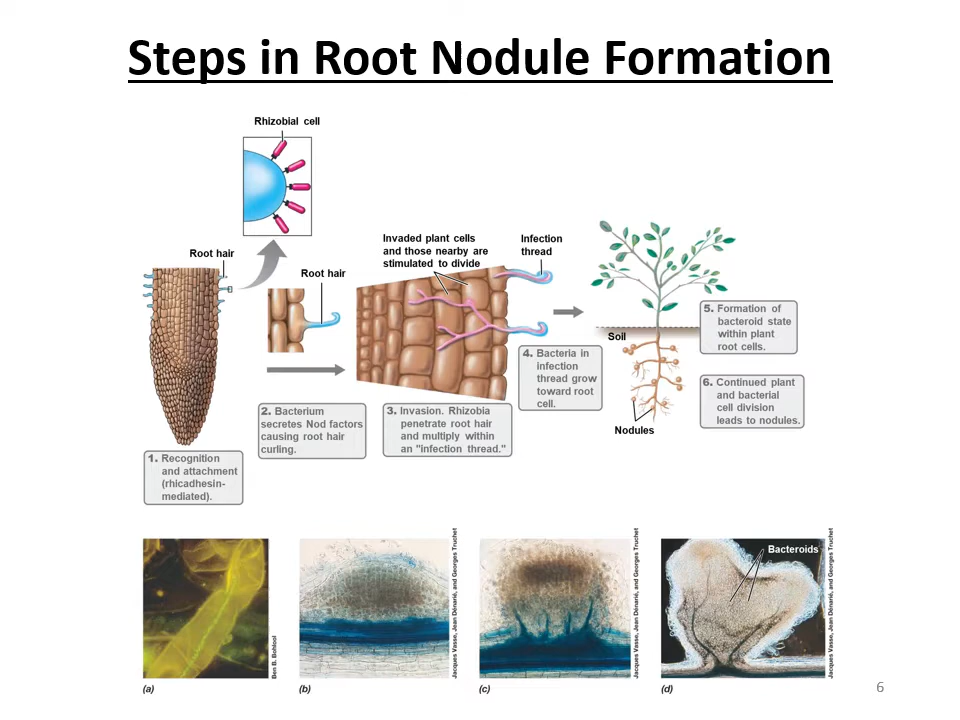 Steps in Root Nodule Formation
Rhizobial cell
Root hair
Root hair
Invaded plant cells
and those nearby are
stimulated to divide
Infection
thread
Soil
Nodules
1. Recognition
and attachment
(rhicadhesin-
mediated).
2. Bacterium
secretes Nod factors
causing root hair
curling.
3. Invasion. Rhizobia
penetrate root hair
and multiply within
an "infection thread."
4. Bacteria in
infection
thread grow
toward root
cell.
5. Formation of
bacteroid state
within plant
root cells.
6. Continued plant
and bacterial
cell division
leads to nodules.
Ben B. Bohlool
(a)
Jacques Vasse, Jean Dénarié, and Georges Truchet
(b)
Jacques Vasse, Jean Dénarié, and Georges Truchet
(c)
Bacteroids
Jacques Vasse, Jean Dénarié, and Georges Truchet
(d)
6